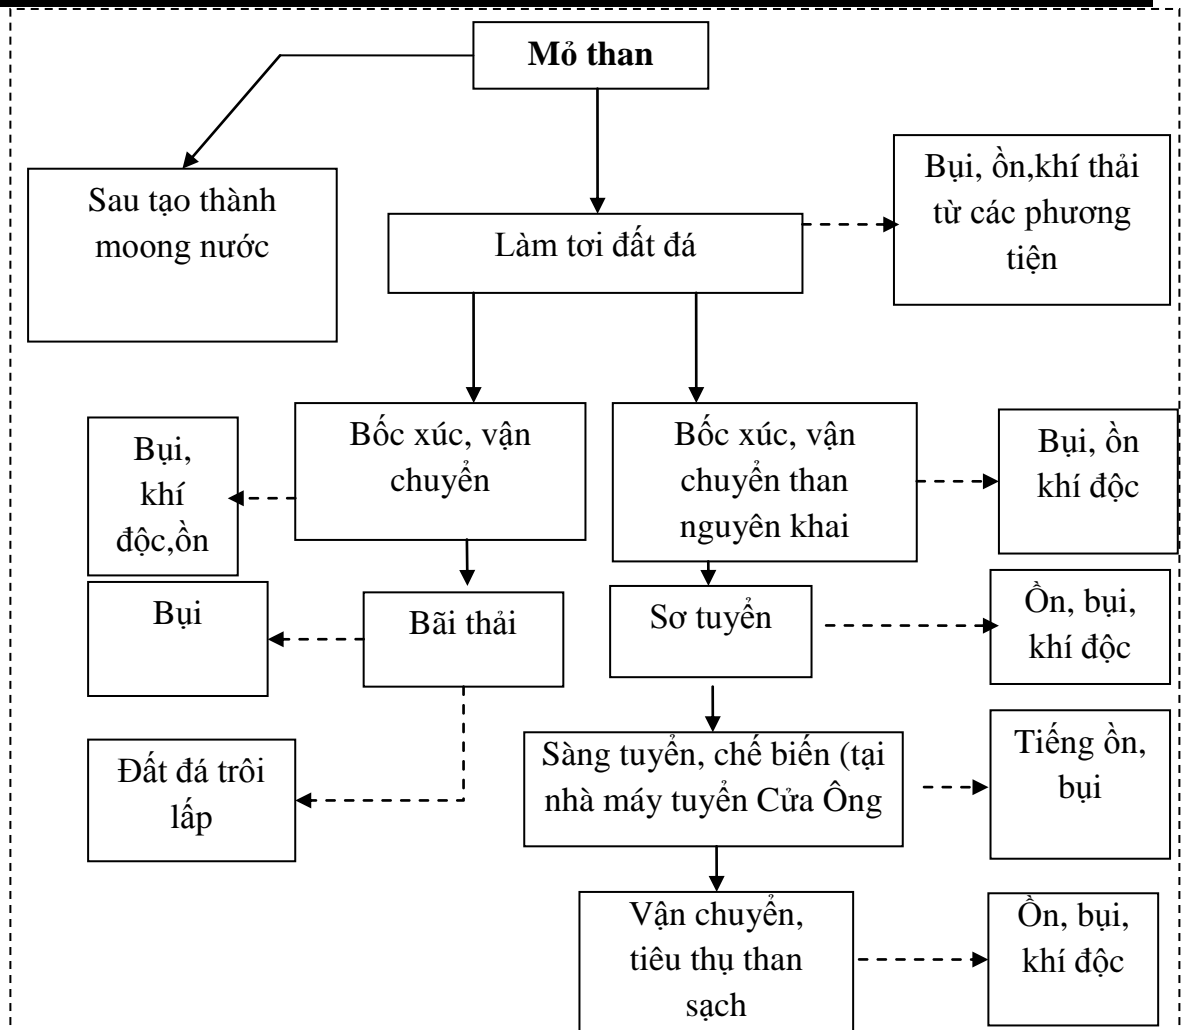 Mỏ than
Sau tạo thành
moong nước
Bụi, ồn,khí thải
từ các phương
tiện
Làm tơi đất đá
Bụi,
khí
độc,ồn
Bốc xúc, vận
chuyển
Bốc xúc, vận
chuyển than
nguyên khai
Bụi, ồn
khí độc
Bụi
Bãi thải
Sơ tuyển
Ồn, bụi,
khí độc
Đất đá trôi
lấp
Sàng tuyển, chế biến (tại
nhà máy tuyển Cửa Ông
Tiếng ồn,
bụi
Vận chuyển,
tiêu thụ than
sạch
Ồn, bụi,
khí độc